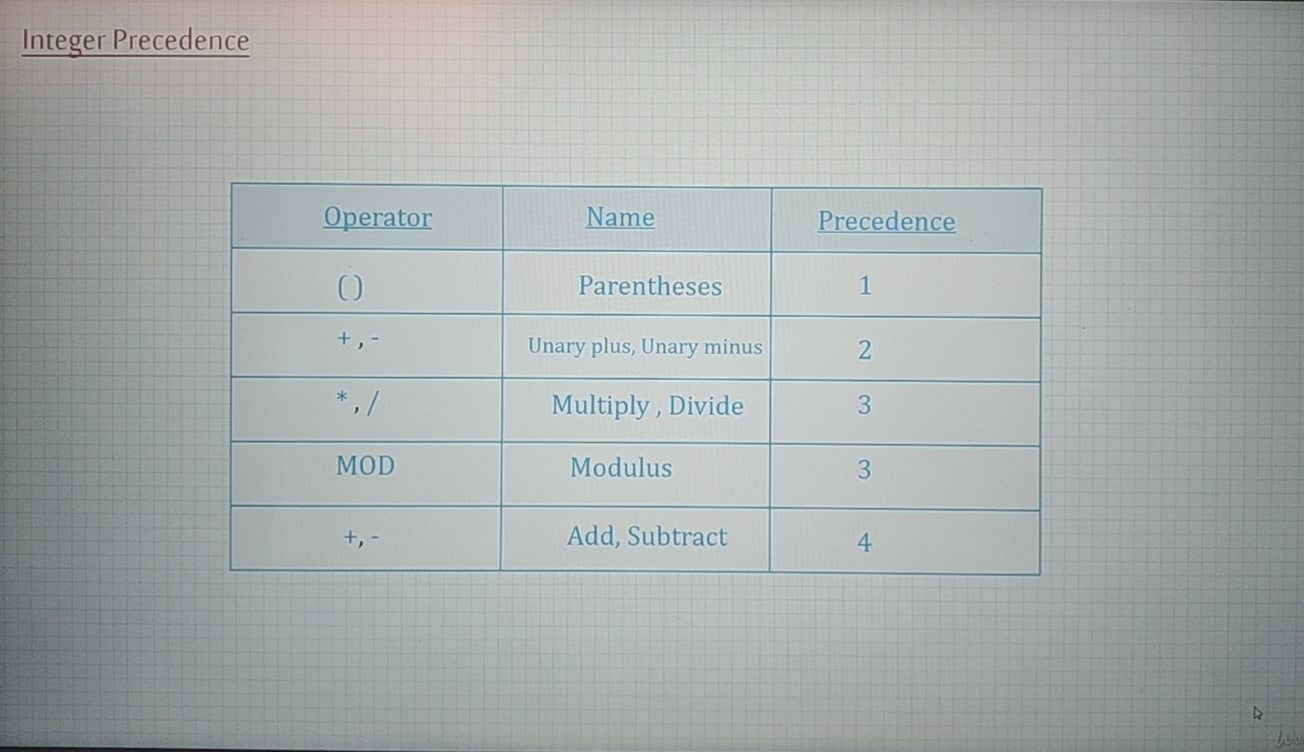 Integer Precedence
Operator Name Precedence
() Parentheses 1
+ , - Unary plus, Unary minus 2
* , / Multiply , Divide 3
MOD Modulus 3
+, - Add, Subtract 4